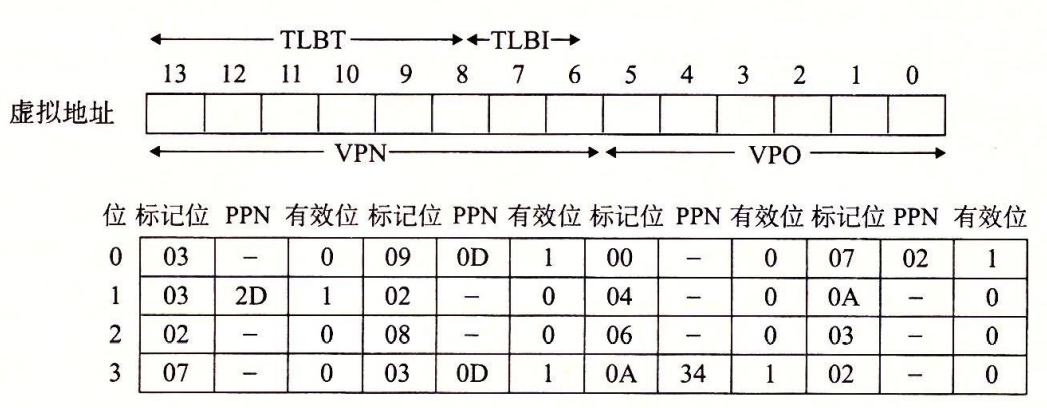 TLBT TLBI
13 12 11 10 9 8 7 6 5 4 3 2 1 0
虚拟地址
VPN VPO
位 标记位 PPN 有效位 标记位 PPN 有效位 标记位 PPN 有效位 标记位 PPN 有效位
0 03 – 0 09 0D 1 00 – 0 07 02 1
1 03 2D 1 02 – 0 04 – 0 0A – 0
2 02 – 0 08 – 0 06 – 0 03 – 0
3 07 – 0 03 0D 1 0A 34 1 02 – 0